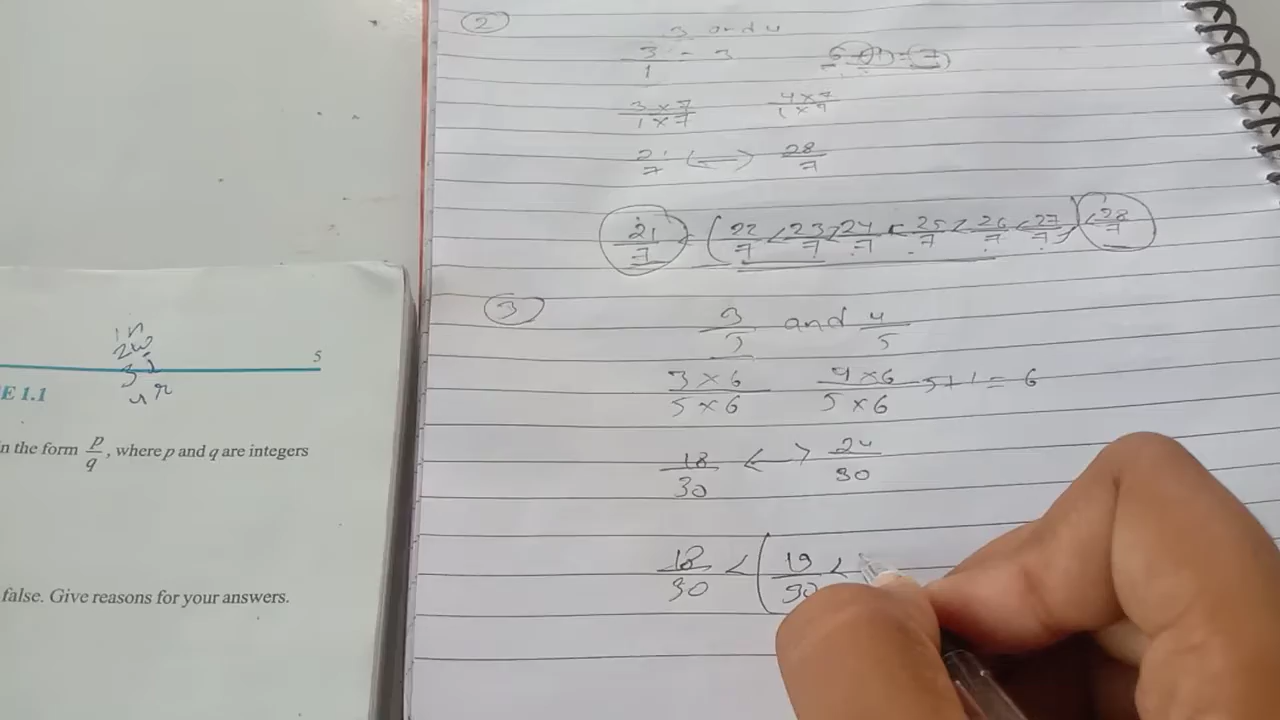 5
1n
2w
E 1.1
n the form p/q, where p and q are integers
false. Give reasons for your answers.
②
3 and 4
3/1 = 3
3 × 7 / 1 × 7    4 × 7 / 1 × 7
21/7 <-> 28/7
21/7 < ( 22/7 < 23/7 < 24/7 < 25/7 < 26/7 < 27/7 ) < 28/7
③
3/5 and 4/5
3 × 6 / 5 × 6    4 × 6 / 5 × 6    5 + 1 = 6
18/30 <-> 24/30
18/30 < ( 19/30 <